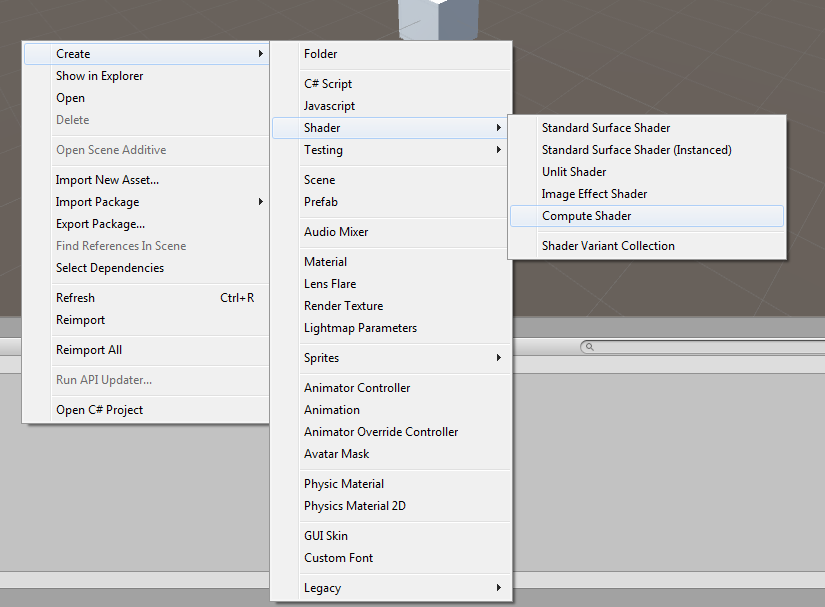 Create
Show in Explorer
Open
Delete
Open Scene Additive
Import New Asset...
Import Package
Export Package...
Find References In Scene
Select Dependencies
Refresh Ctrl+R
Reimport
Reimport All
Run API Updater...
Open C# Project
Folder
C# Script
Javascript
Shader
Testing
Scene
Prefab
Audio Mixer
Material
Lens Flare
Render Texture
Lightmap Parameters
Sprites
Animator Controller
Animation
Animator Override Controller
Avatar Mask
Physic Material
Physics Material 2D
GUI Skin
Custom Font
Legacy
Standard Surface Shader
Standard Surface Shader (Instanced)
Unlit Shader
Image Effect Shader
Compute Shader
Shader Variant Collection